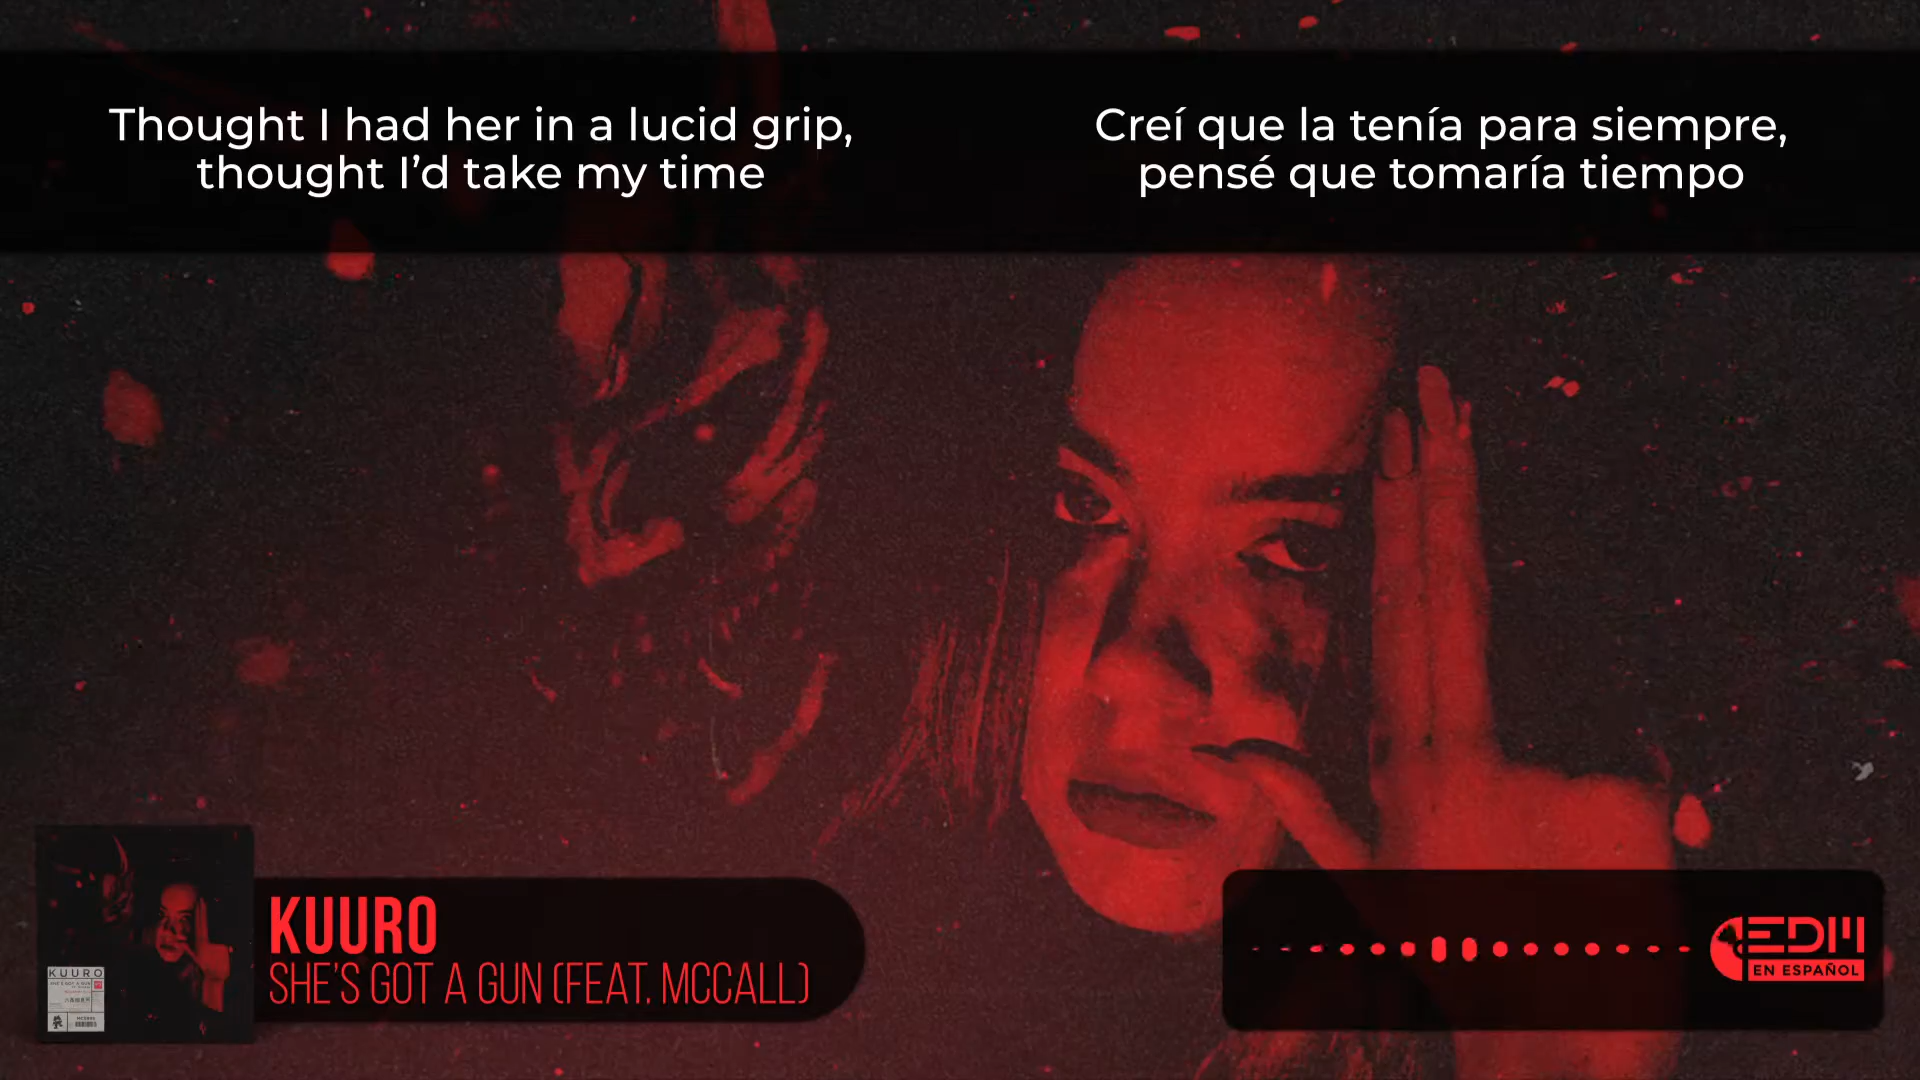 Thought I had her in a lucid grip,
thought I’d take my time
Creí que la tenía para siempre,
pensé que tomaría tiempo
KUURO
SHE'S GOT A GUN (FEAT. MCCALL)
KUURO
EDM
EN ESPAÑOL